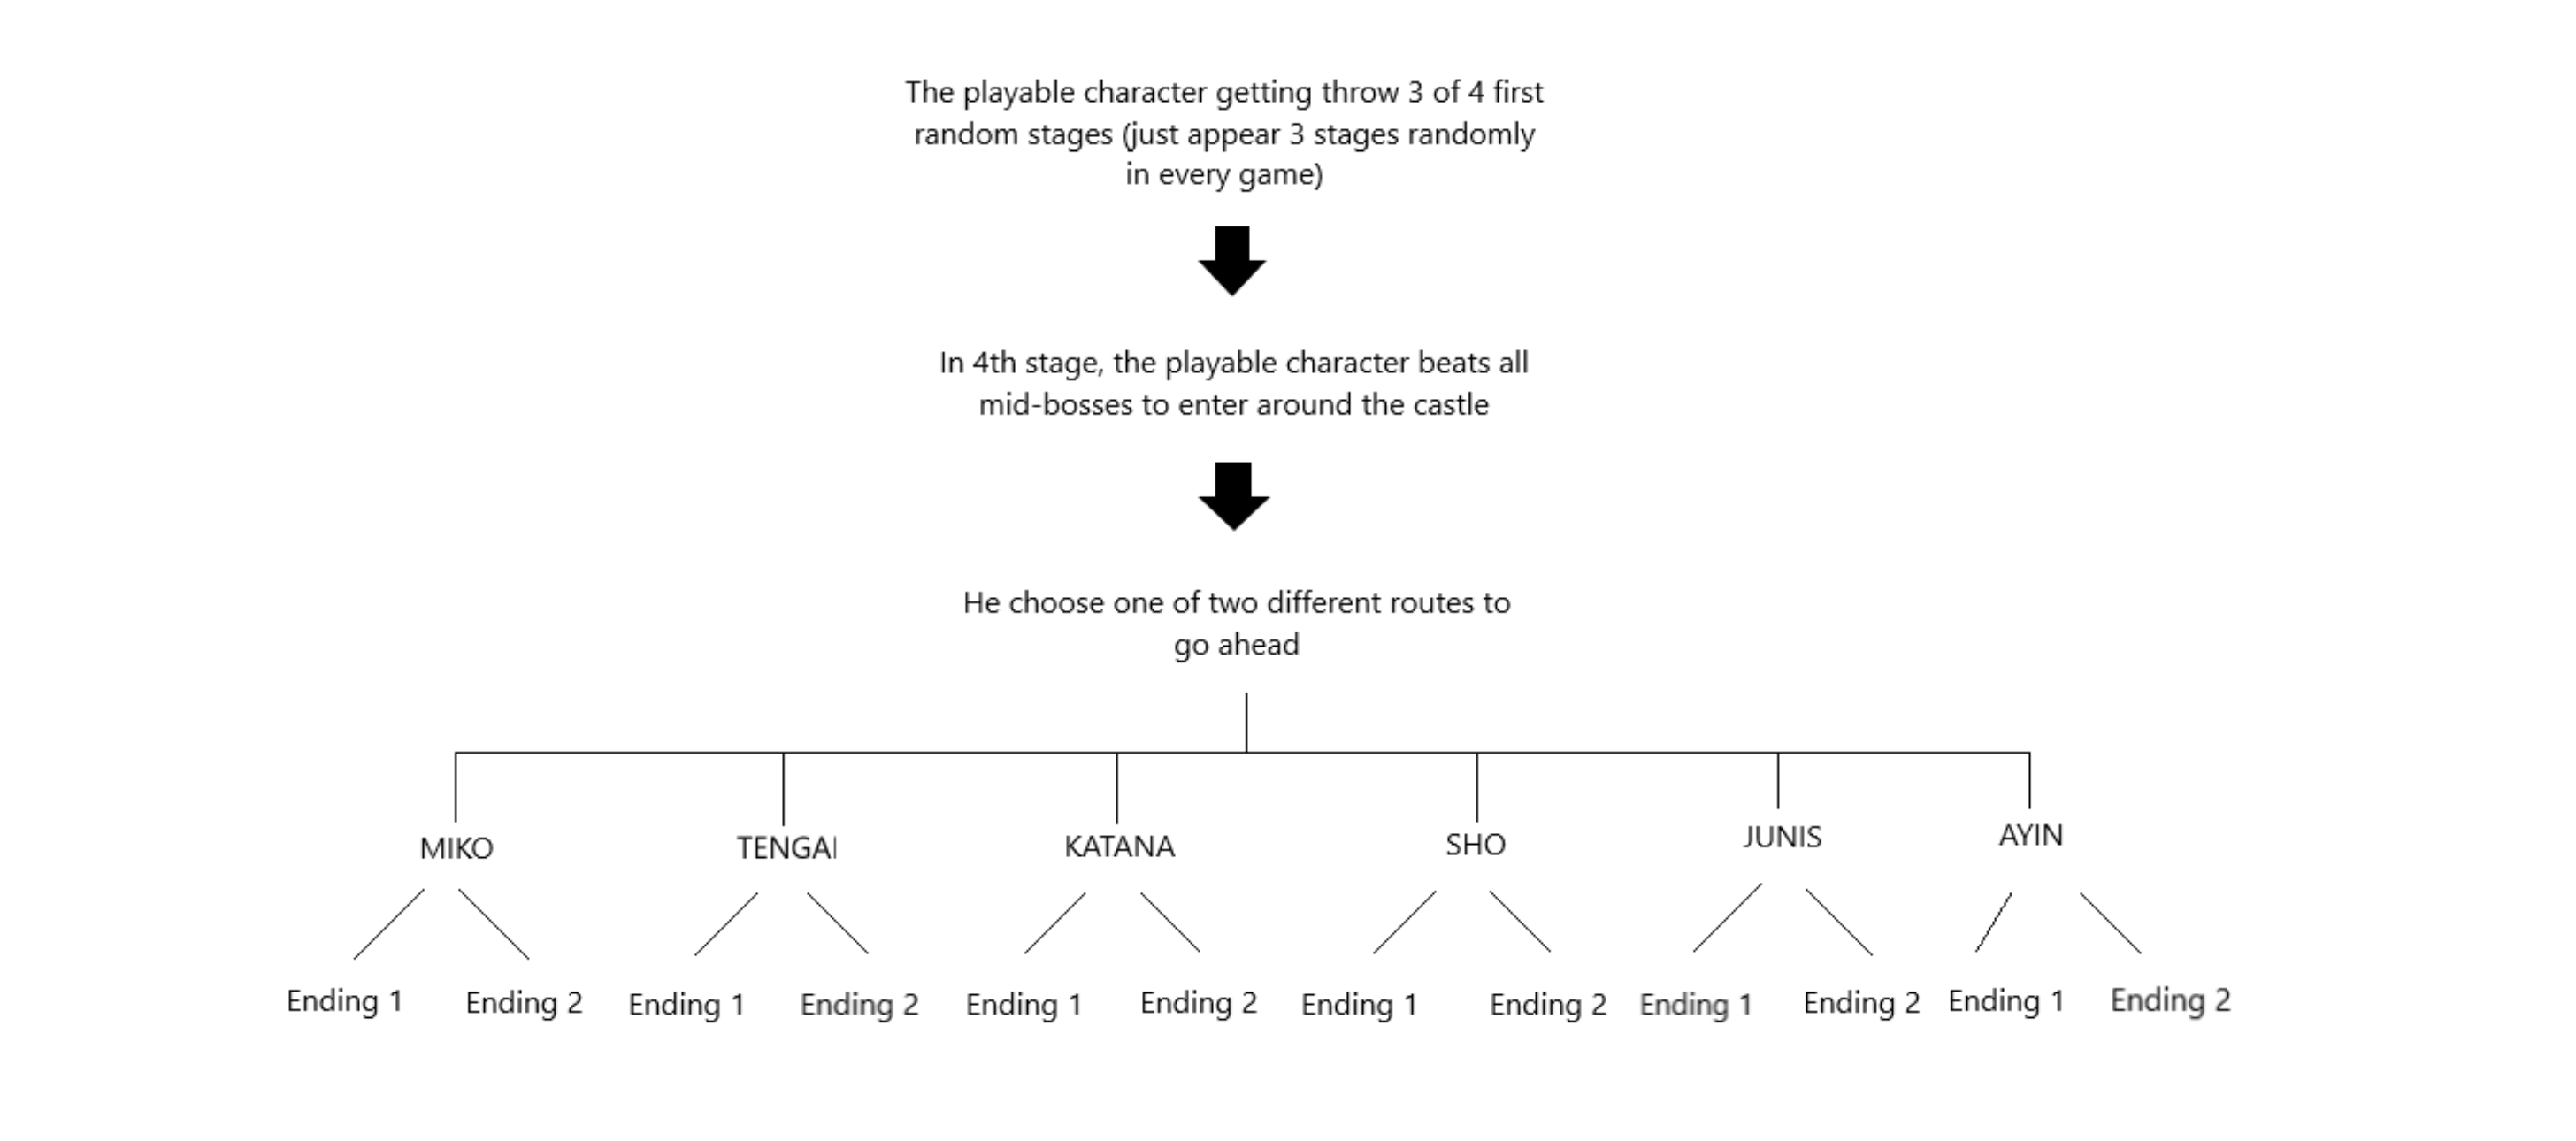 The playable character getting throw 3 of 4 first
random stages (just appear 3 stages randomly
in every game)
In 4th stage, the playable character beats all
mid-bosses to enter around the castle
He choose one of two different routes to
go ahead
MIKO
TENGAI
KATANA
SHO
JUNIS
AYIN
Ending 1
Ending 2
Ending 1
Ending 2
Ending 1
Ending 2
Ending 1
Ending 2
Ending 1
Ending 2
Ending 1
Ending 2